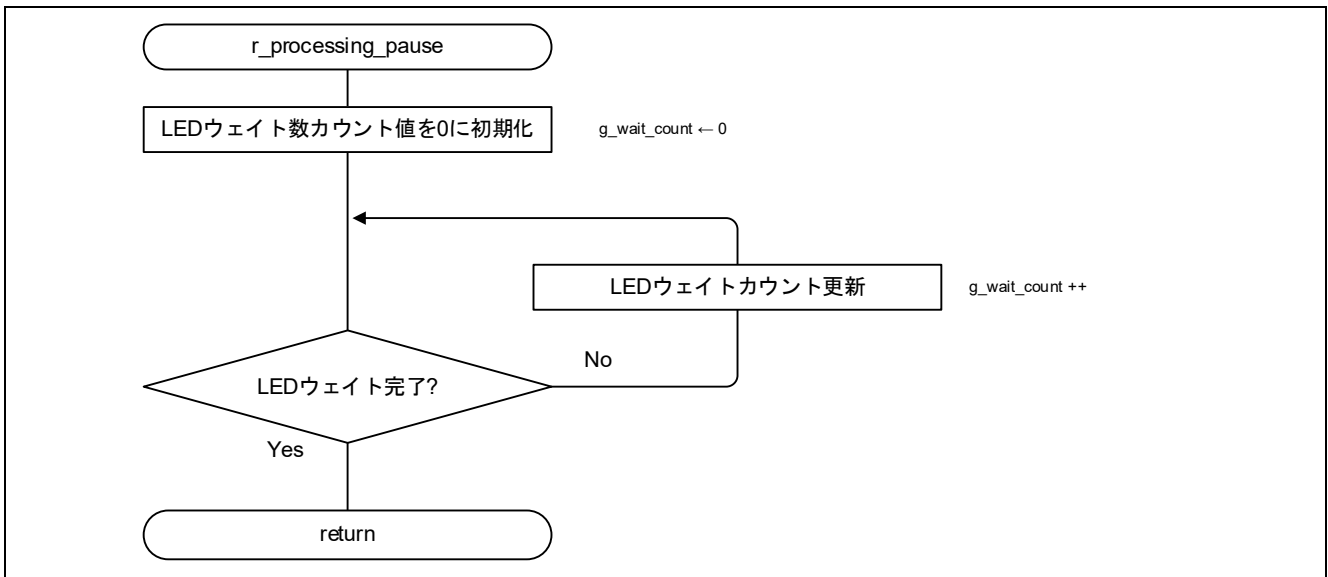 r_processing_pause
LEDウェイト数カウント値を0に初期化
g_wait_count ← 0
LEDウェイトカウント更新
g_wait_count ++
No
LEDウェイト完了?
Yes
return